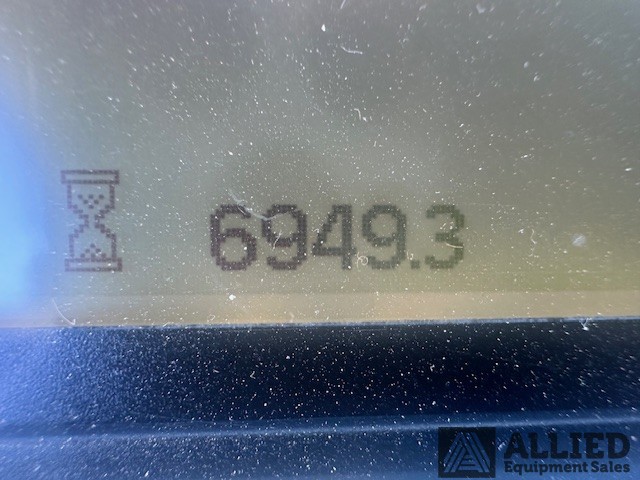 6949.3
ALLIED
Equipment Sales